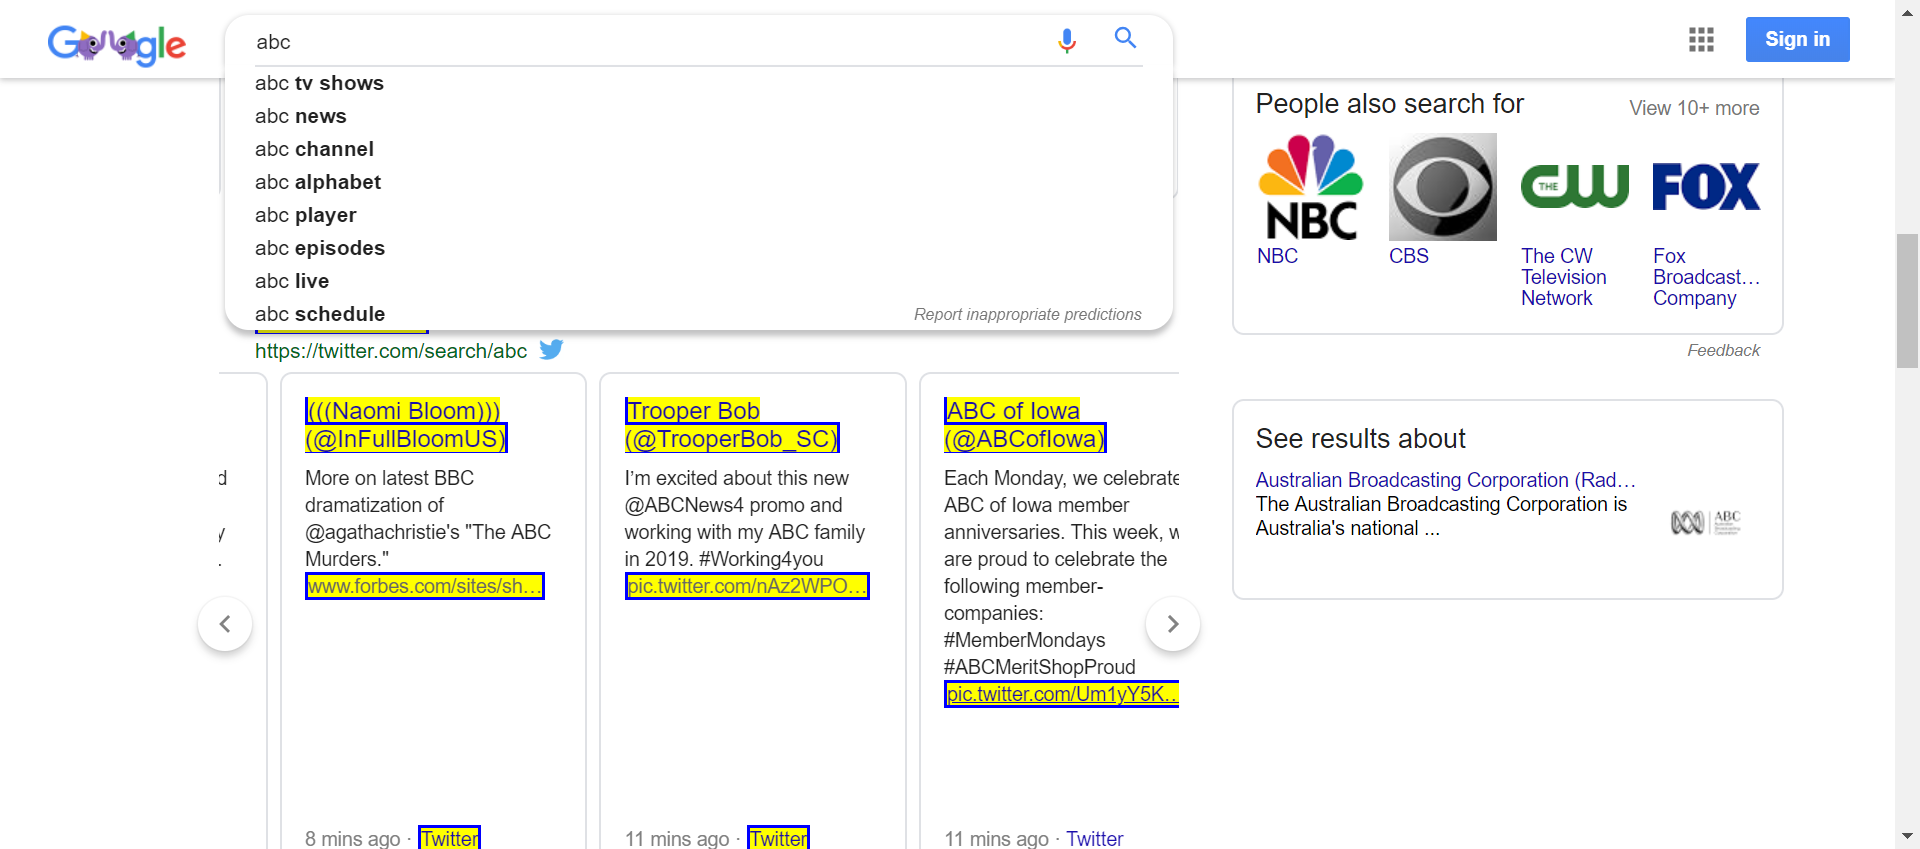 Google
abc
Sign in
abc tv shows
abc news
abc channel
abc alphabet
abc player
abc episodes
abc live
abc schedule
Report inappropriate predictions
https://twitter.com/search/abc
d
y
.
(((Naomi Bloom)))
(@InFullBloomUS)
More on latest BBC
dramatization of
@agathachristie's "The ABC
Murders."
www.forbes.com/sites/sh...
8 mins ago · Twitter
Trooper Bob
(@TrooperBob_SC)
I'm excited about this new
@ABCNews4 promo and
working with my ABC family
in 2019. #Working4you
pic.twitter.com/nAz2WPO...
11 mins ago · Twitter
ABC of Iowa
(@ABCofIowa)
Each Monday, we celebrate
ABC of Iowa member
anniversaries. This week, w
are proud to celebrate the
following member-
companies:
#MemberMondays
#ABCMeritShopProud
pic.twitter.com/Um1yY5K...
11 mins ago · Twitter
People also search for
View 10+ more
NBC
THE CW
FOX
NBC
CBS
The CW
Television
Network
Fox
Broadcast...
Company
Feedback
See results about
Australian Broadcasting Corporation (Rad...
The Australian Broadcasting Corporation is
Australia's national ...
ABC